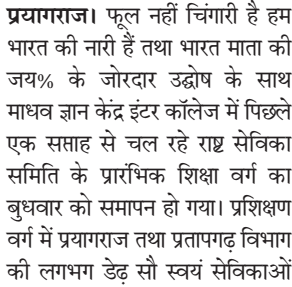 प्रयागराज। फूल नहीं चिंगारी है हम
भारत की नारी हैं तथा भारत माता की
जय% के जोरदार उद्घोष के साथ
माधव ज्ञान केंद्र इंटर कॉलेज में पिछले
एक सप्ताह से चल रहे राष्ट्र सेविका
समिति के प्रारंभिक शिक्षा वर्ग का
बुधवार को समापन हो गया। प्रशिक्षण
वर्ग में प्रयागराज तथा प्रतापगढ़ विभाग
की लगभग डेढ़ सौ स्वयं सेविकाओं